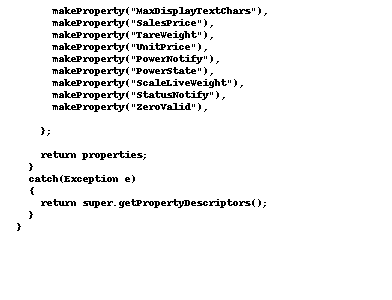 makeProperty("MaxDisplayTextChars"),
makeProperty("SalesPrice"),
makeProperty("TareWeight"),
makeProperty("UnitPrice"),
makeProperty("PowerNotify"),
makeProperty("PowerState"),
makeProperty("ScaleLiveWeight"),
makeProperty("StatusNotify"),
makeProperty("ZeroValid"),
};
return properties;
}
catch(Exception e)
{
return super.getPropertyDescriptors();
}
}